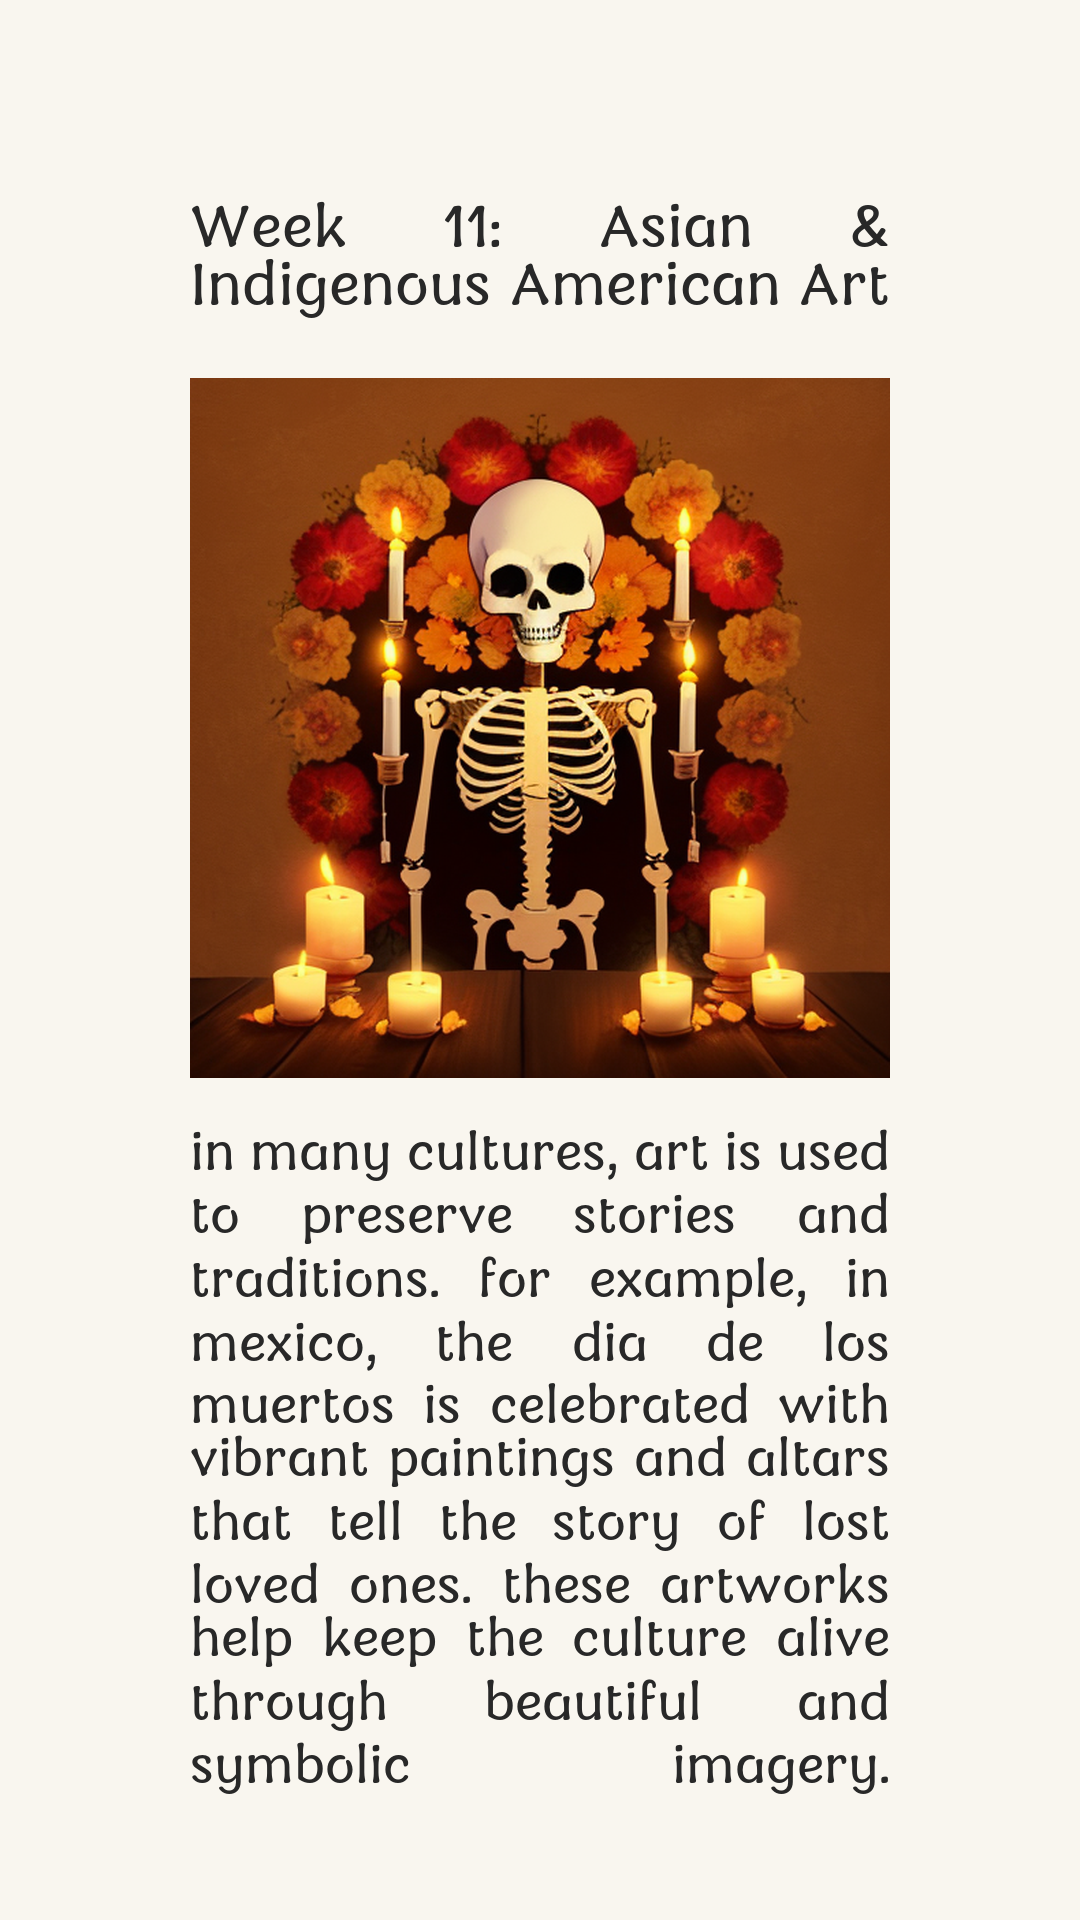 Week 11: Asian &
Indigenous American Art
in many cultures, art is used
to preserve stories and
traditions. for example, in
mexico, the dia de los
muertos is celebrated with
vibrant paintings and altars
that tell the story of lost
loved ones. these artworks
help keep the culture alive
through beautiful and
symbolic imagery.